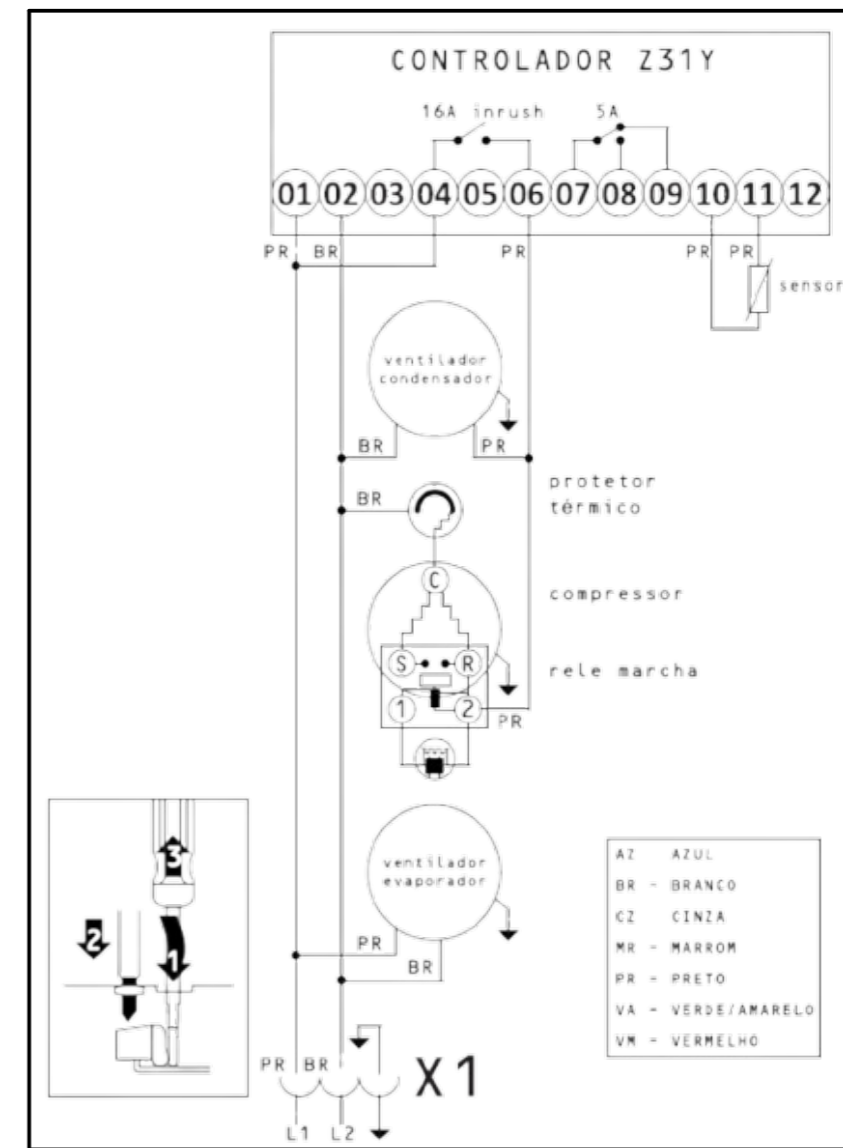 CONTROLADOR Z31Y
16A inrush 5A
01 02 03 04 05 06 07 08 09 10 11 12
PR BR PR PR PR
sensor
ventilador
condensador
BR PR
BR
protetor
térmico
C
compressor
S R
rele marcha
1 2
PR
ventilador
evaporador
PR
BR
3
2
1
AZ AZUL
BR - BRANCO
CZ CINZA
MR - MARROM
PR - PRETO
VA - VERDE/AMARELO
VM - VERMELHO
PR BR
X1
L1 L2